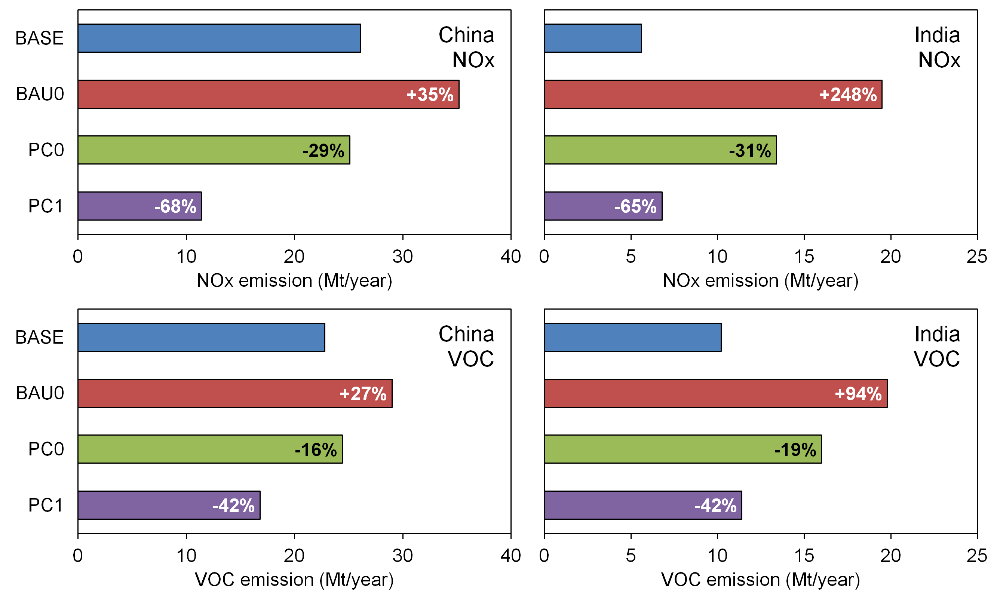 China
NOx
BASE
BAU0
+35%
PC0
-29%
PC1
-68%
0 10 20 30 40
NOx emission (Mt/year)
India
NOx
+248%
-31%
-65%
0 5 10 15 20 25
NOx emission (Mt/year)
China
VOC
BASE
BAU0
+27%
PC0
-16%
PC1
-42%
0 10 20 30 40
VOC emission (Mt/year)
India
VOC
+94%
-19%
-42%
0 5 10 15 20 25
VOC emission (Mt/year)